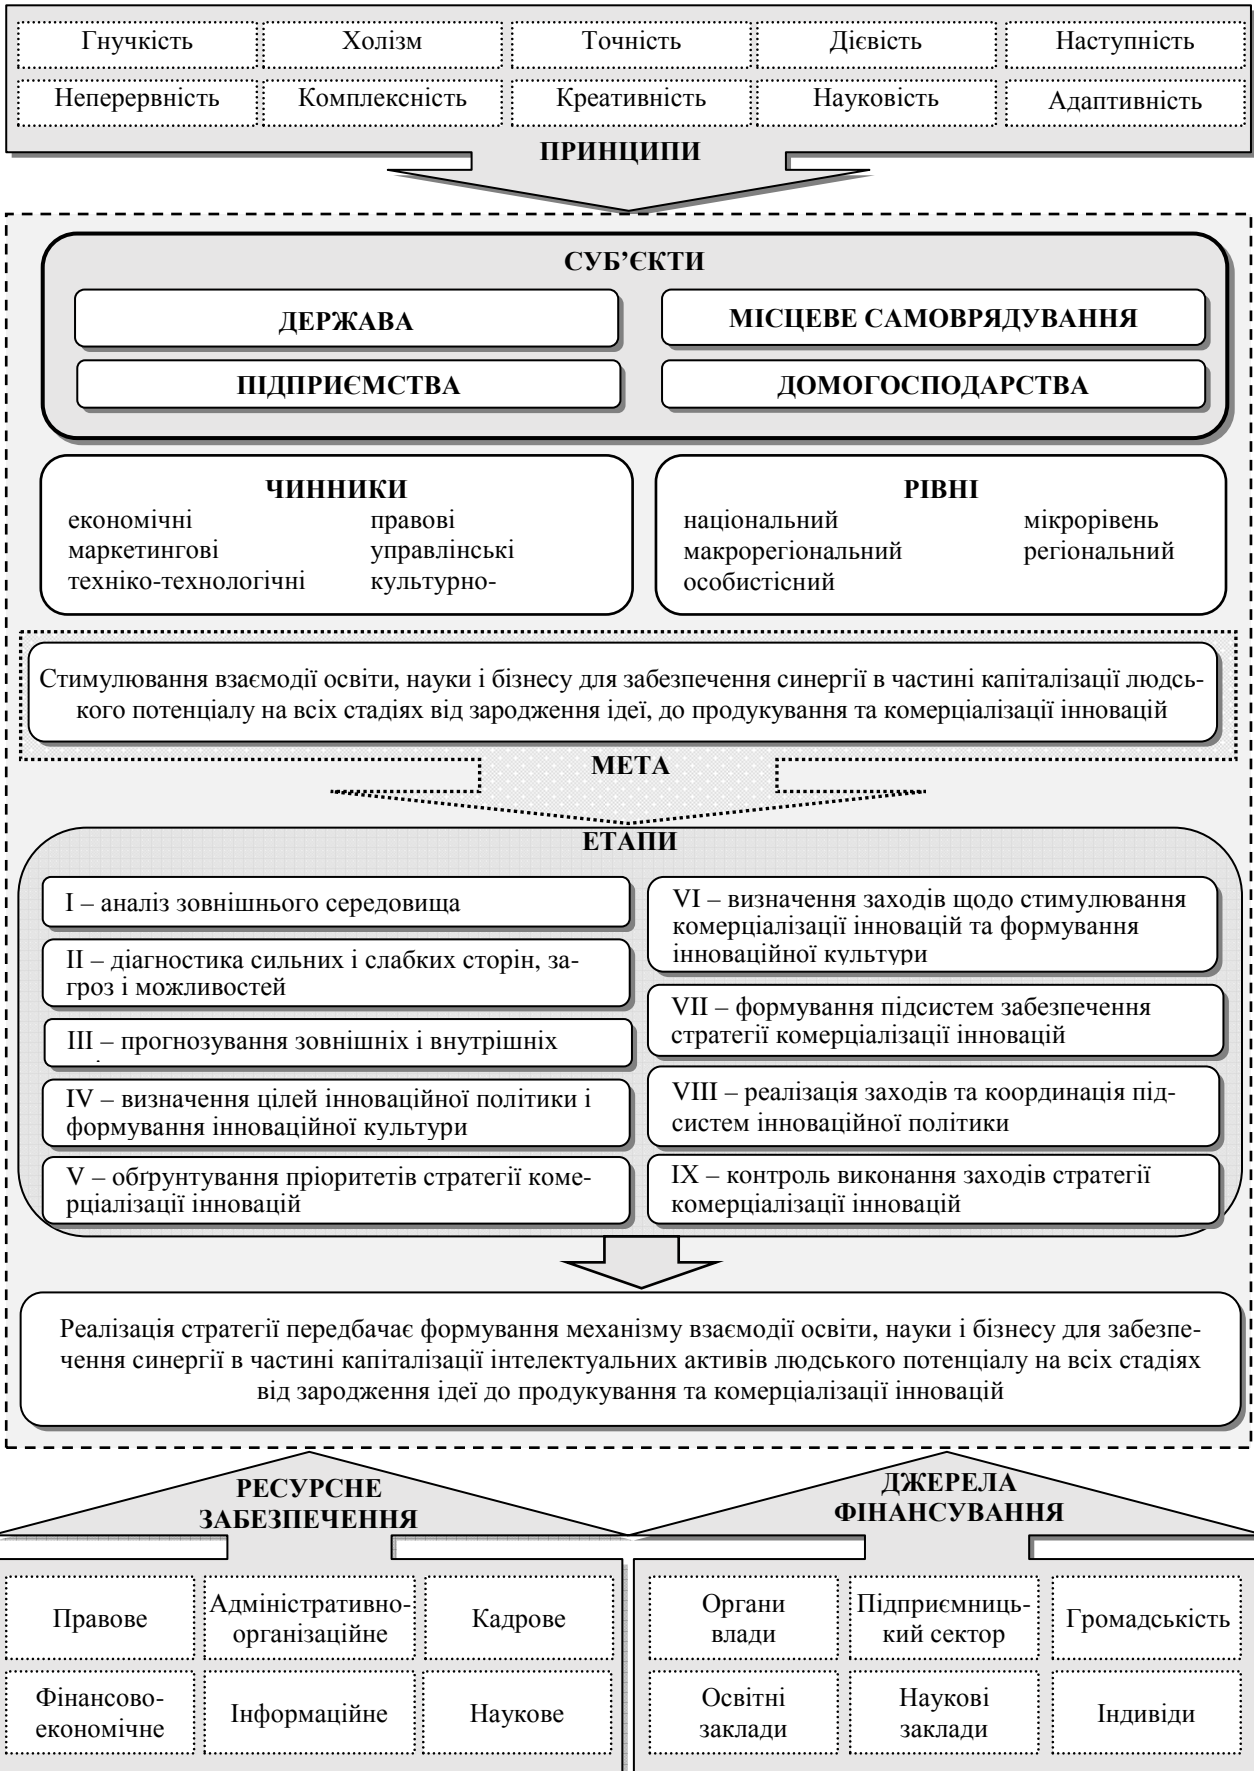 Гнучкість Холізм Точність Дієвість Наступність
Неперервність Комплексність Креативність Науковість Адаптивність
ПРИНЦИПИ
СУБ’ЄКТИ
ДЕРЖАВА МІСЦЕВЕ САМОВРЯДУВАННЯ
ПІДПРИЄМСТВА ДОМОГОСПОДАРСТВА
ЧИННИКИ
економічні правові
маркетингові управлінські
техніко-технологічні культурно-
РІВНІ
національний мікрорівень
макрорегіональний регіональний
особистісний
Стимулювання взаємодії освіти, науки і бізнесу для забезпечення синергії в частині капіталізації людсь-
кого потенціалу на всіх стадіях від зародження ідеї, до продукування та комерціалізації інновацій
МЕТА
ЕТАПИ
I – аналіз зовнішнього середовища
II – діагностика сильних і слабких сторін, за-
гроз і можливостей
III – прогнозування зовнішніх і внутрішніх
IV – визначення цілей інноваційної політики і
формування інноваційної культури
V – обґрунтування пріоритетів стратегії коме-
рціалізації інновацій
VI – визначення заходів щодо стимулювання
комерціалізації інновацій та формування
інноваційної культури
VII – формування підсистем забезпечення
стратегії комерціалізації інновацій
VIII – реалізація заходів та координація під-
систем інноваційної політики
IX – контроль виконання заходів стратегії
комерціалізації інновацій
Реалізація стратегії передбачає формування механізму взаємодії освіти, науки і бізнесу для забезпе-
чення синергії в частині капіталізації інтелектуальних активів людського потенціалу на всіх стадіях
від зародження ідеї до продукування та комерціалізації інновацій
РЕСУРСНЕ
ЗАБЕЗПЕЧЕННЯ
Правове
Адміністративно-
організаційне
Кадрове
Фінансово-
економічне
Інформаційне
Наукове
ДЖЕРЕЛА
ФІНАНСУВАННЯ
Органи
влади
Підприємниць-
кий сектор
Громадськість
Освітні
заклади
Наукові
заклади
Індивіди